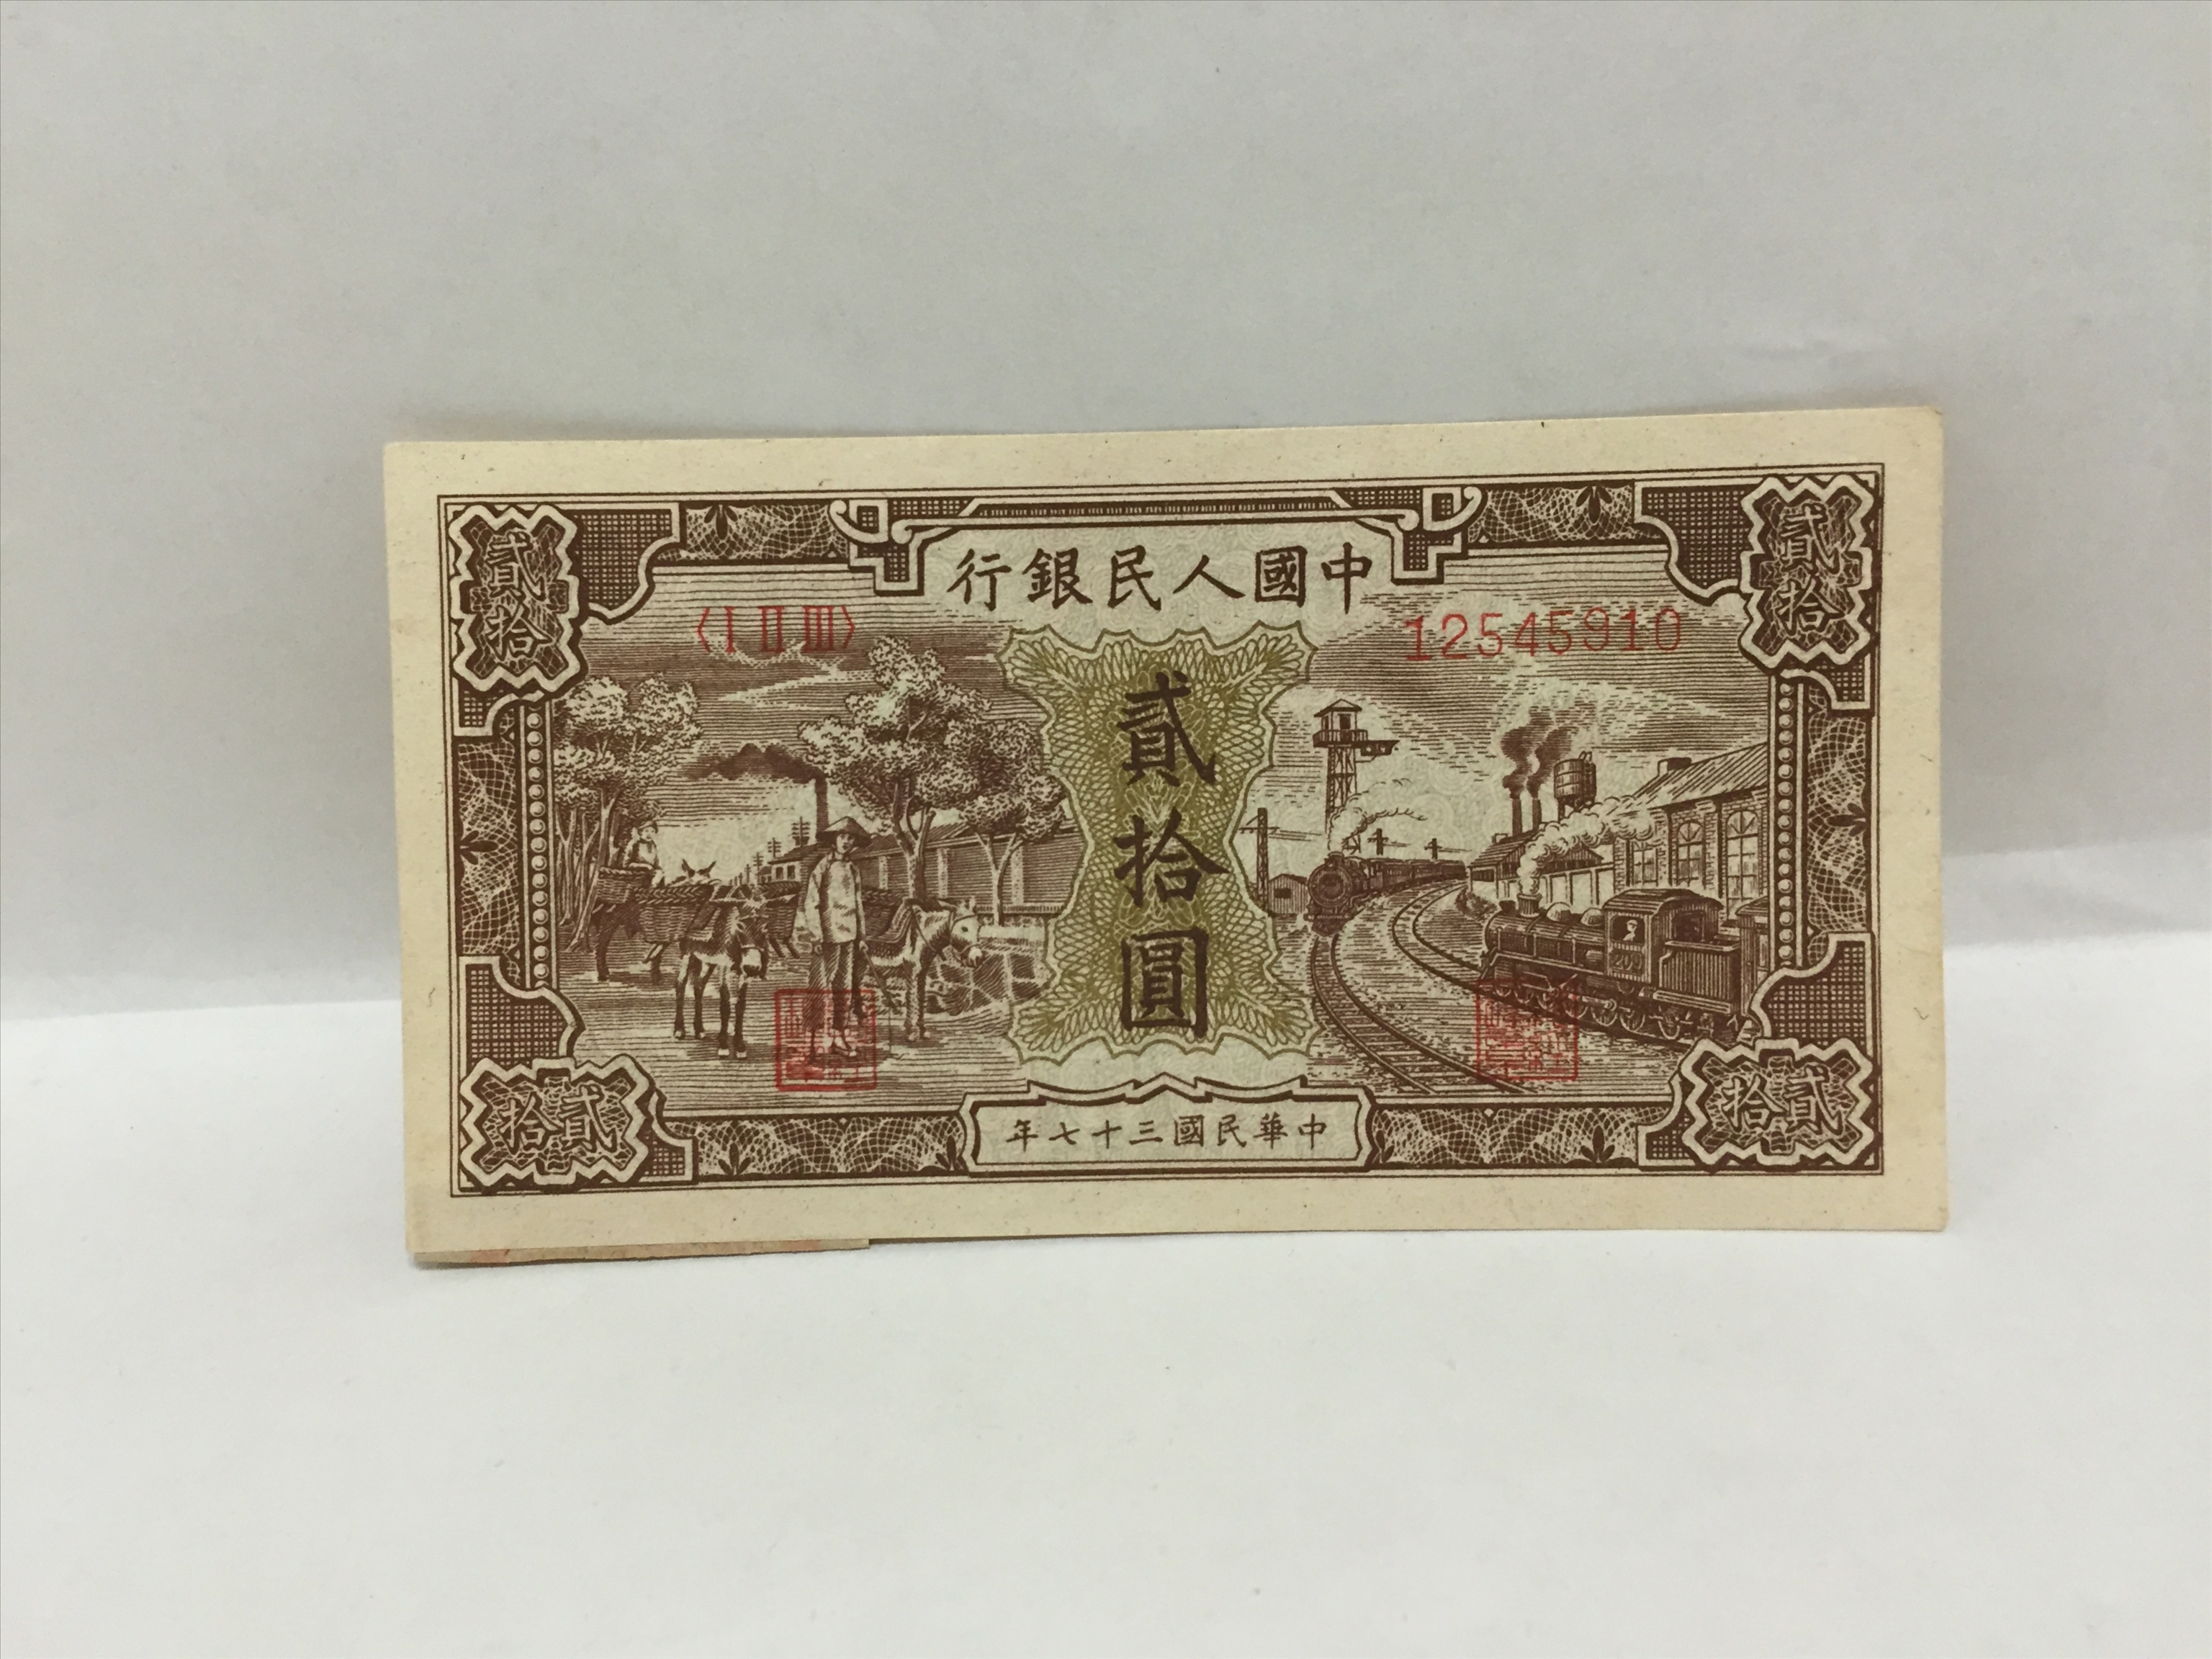 中國人民銀行
貳拾
貳拾
〈I II III〉
12545910
貳拾圓
貳拾
貳拾
中華民國三十七年